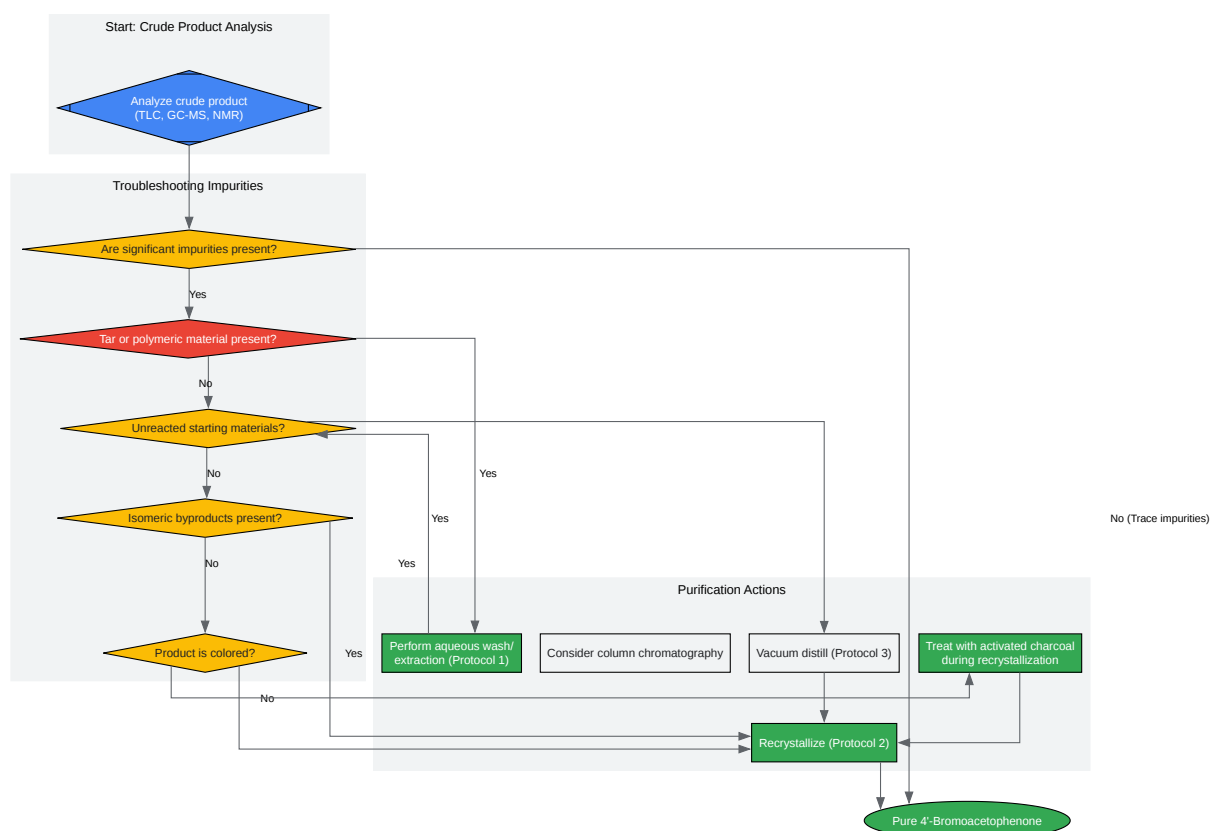 Start: Crude Product Analysis
Analyze crude product
(TLC, GC-MS, NMR)
Troubleshooting Impurities
Are significant impurities present?
Yes
Tar or polymeric material present?
No
Unreacted starting materials?
No
Yes
Isomeric byproducts present?
Yes
No (Trace impurities)
No
Yes
Purification Actions
Product is colored?
Yes
Perform aqueous wash/
extraction (Protocol 1)
Consider column chromatography
Vacuum distill (Protocol 3)
Treat with activated charcoal
during recrystallization
No
Recrystallize (Protocol 2)
Pure 4'-Bromoacetophenone